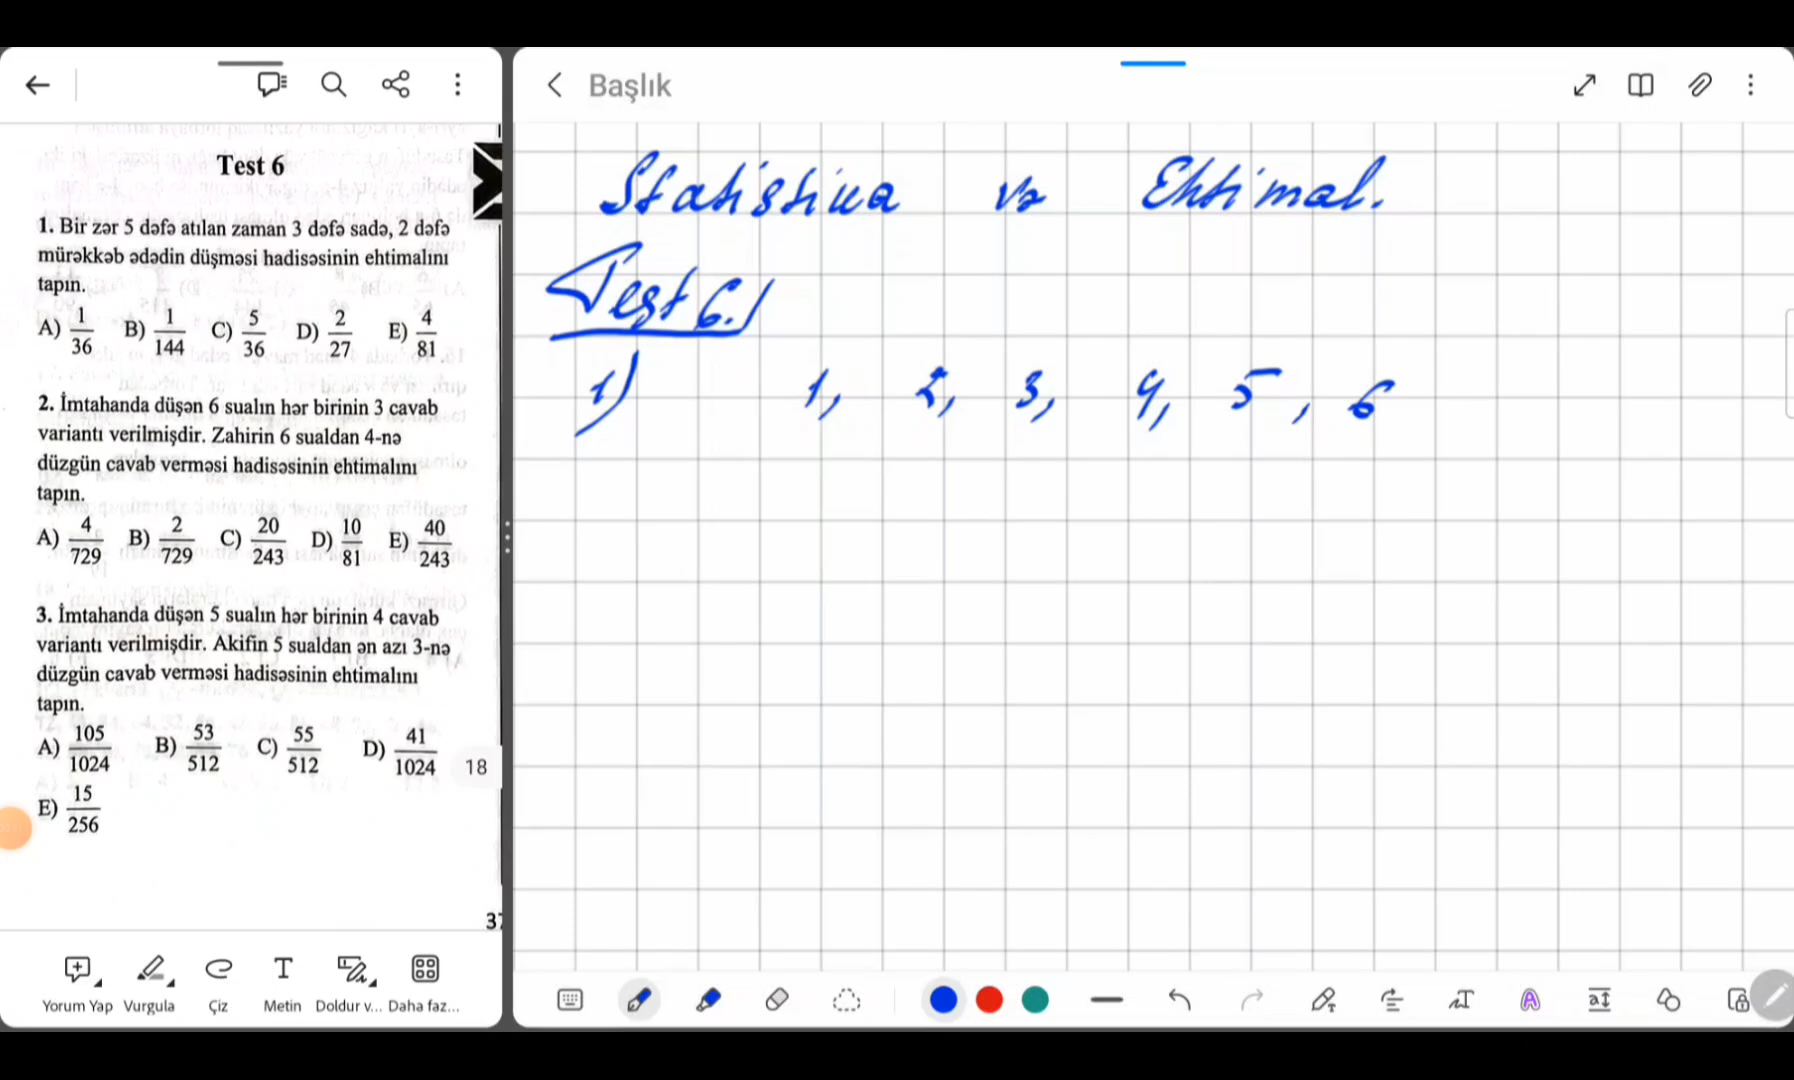 Başlık
Test 6
1. Bir zər 5 dəfə atılan zaman 3 dəfə sadə, 2 dəfə
mürəkkəb ədədin düşməsi hadisəsinin ehtimalını
tapın.
A) 1/36 B) 1/144 C) 5/36 D) 2/27 E) 4/81
2. İmtahanda düşən 6 sualın hər birinin 3 cavab
variantı verilmişdir. Zahirin 6 sualdan 4-nə
düzgün cavab verməsi hadisəsinin ehtimalını
tapın.
A) 4/729 B) 2/729 C) 20/243 D) 10/81 E) 40/243
3. İmtahanda düşən 5 sualın hər birinin 4 cavab
variantı verilmişdir. Akifin 5 sualdan ən azı 3-nə
düzgün cavab verməsi hadisəsinin ehtimalını
tapın.
A) 105/1024 B) 53/512 C) 55/512 D) 41/1024
E) 15/256
18
37
Yorum Yap Vurgula Çiz Metin Doldur v... Daha faz...
Statistika və Ehtimal.
Test 6.
1) 1, 2, 3, 4, 5, 6